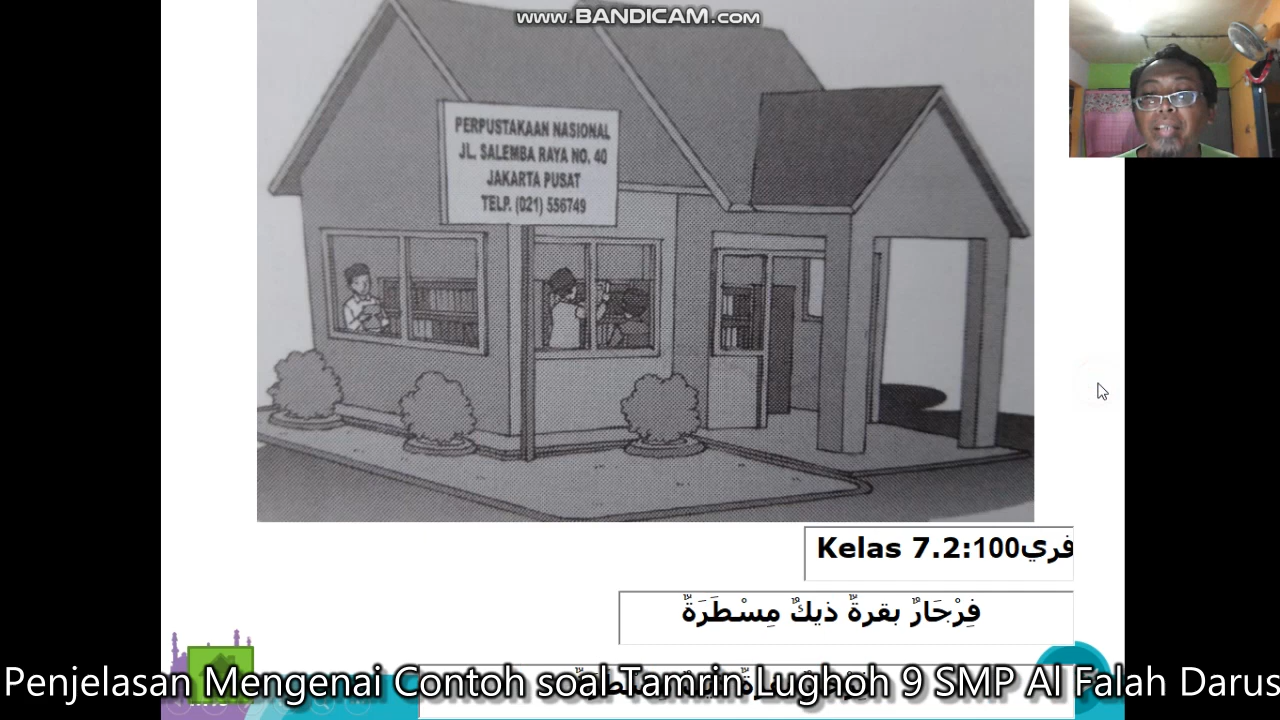 www.BANDICAM.com
PERPUSTAKAAN NASIONAL
JL. SALEMBA RAYA NO. 40
JAKARTA PUSAT
TELP. (021) 556749
Kelas 7.2:100فري
فِرْجَارٌ بقرةٌ ذيكٌ مِسْطَرَةٌ
Penjelasan Mengenai Contoh soal Tamrin Lughoh 9 SMP Al Falah Darus